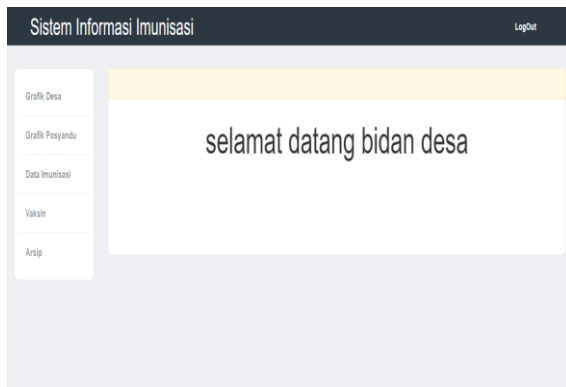 Sistem Informasi Imunisasi
LogOut
Grafik Desa
Grafik Posyandu
Data Imunisasi
Vaksin
Arsip
selamat datang bidan desa